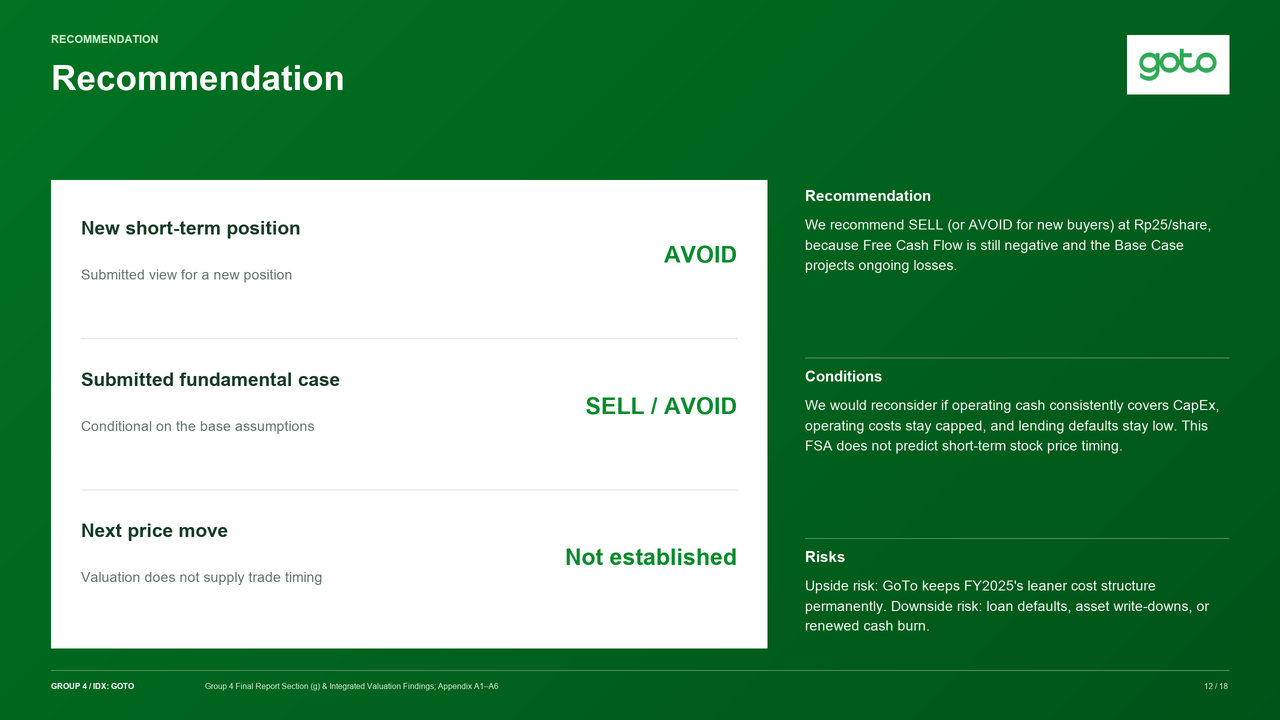 RECOMMENDATION
Recommendation
goto
New short-term position
Submitted view for a new position
AVOID
Submitted fundamental case
Conditional on the base assumptions
SELL / AVOID
Next price move
Valuation does not supply trade timing
Not established
Recommendation
We recommend SELL (or AVOID for new buyers) at Rp25/share,
because Free Cash Flow is still negative and the Base Case
projects ongoing losses.
Conditions
We would reconsider if operating cash consistently covers CapEx,
operating costs stay capped, and lending defaults stay low. This
FSA does not predict short-term stock price timing.
Risks
Upside risk: GoTo keeps FY2025's leaner cost structure
permanently. Downside risk: loan defaults, asset write-downs, or
renewed cash burn.
GROUP 4 / IDX: GOTO
Group 4 Final Report Section (g) & Integrated Valuation Findings; Appendix A1–A6
12 / 18